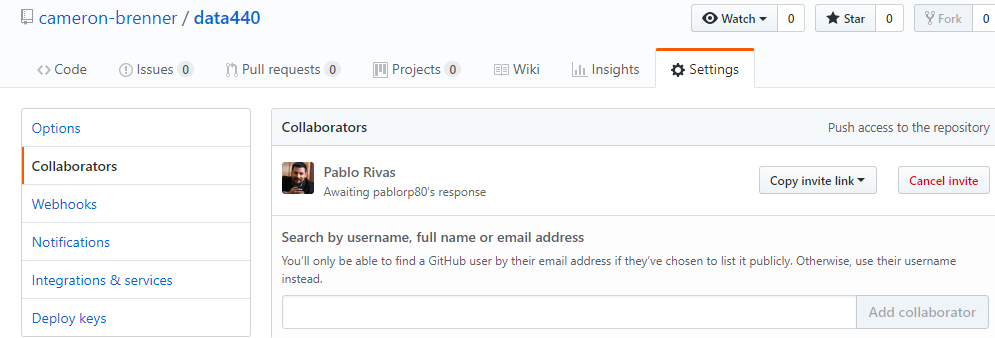 cameron-brenner / data440
Watch 0 Star 0 Fork 0
Code Issues 0 Pull requests 0 Projects 0 Wiki Insights Settings
Options
Collaborators
Webhooks
Notifications
Integrations & services
Deploy keys
Collaborators Push access to the repository
Pablo Rivas
Awaiting pablorp80's response
Copy invite link Cancel invite
Search by username, full name or email address
You'll only be able to find a GitHub user by their email address if they've chosen to list it publicly. Otherwise, use their username
instead.
Add collaborator